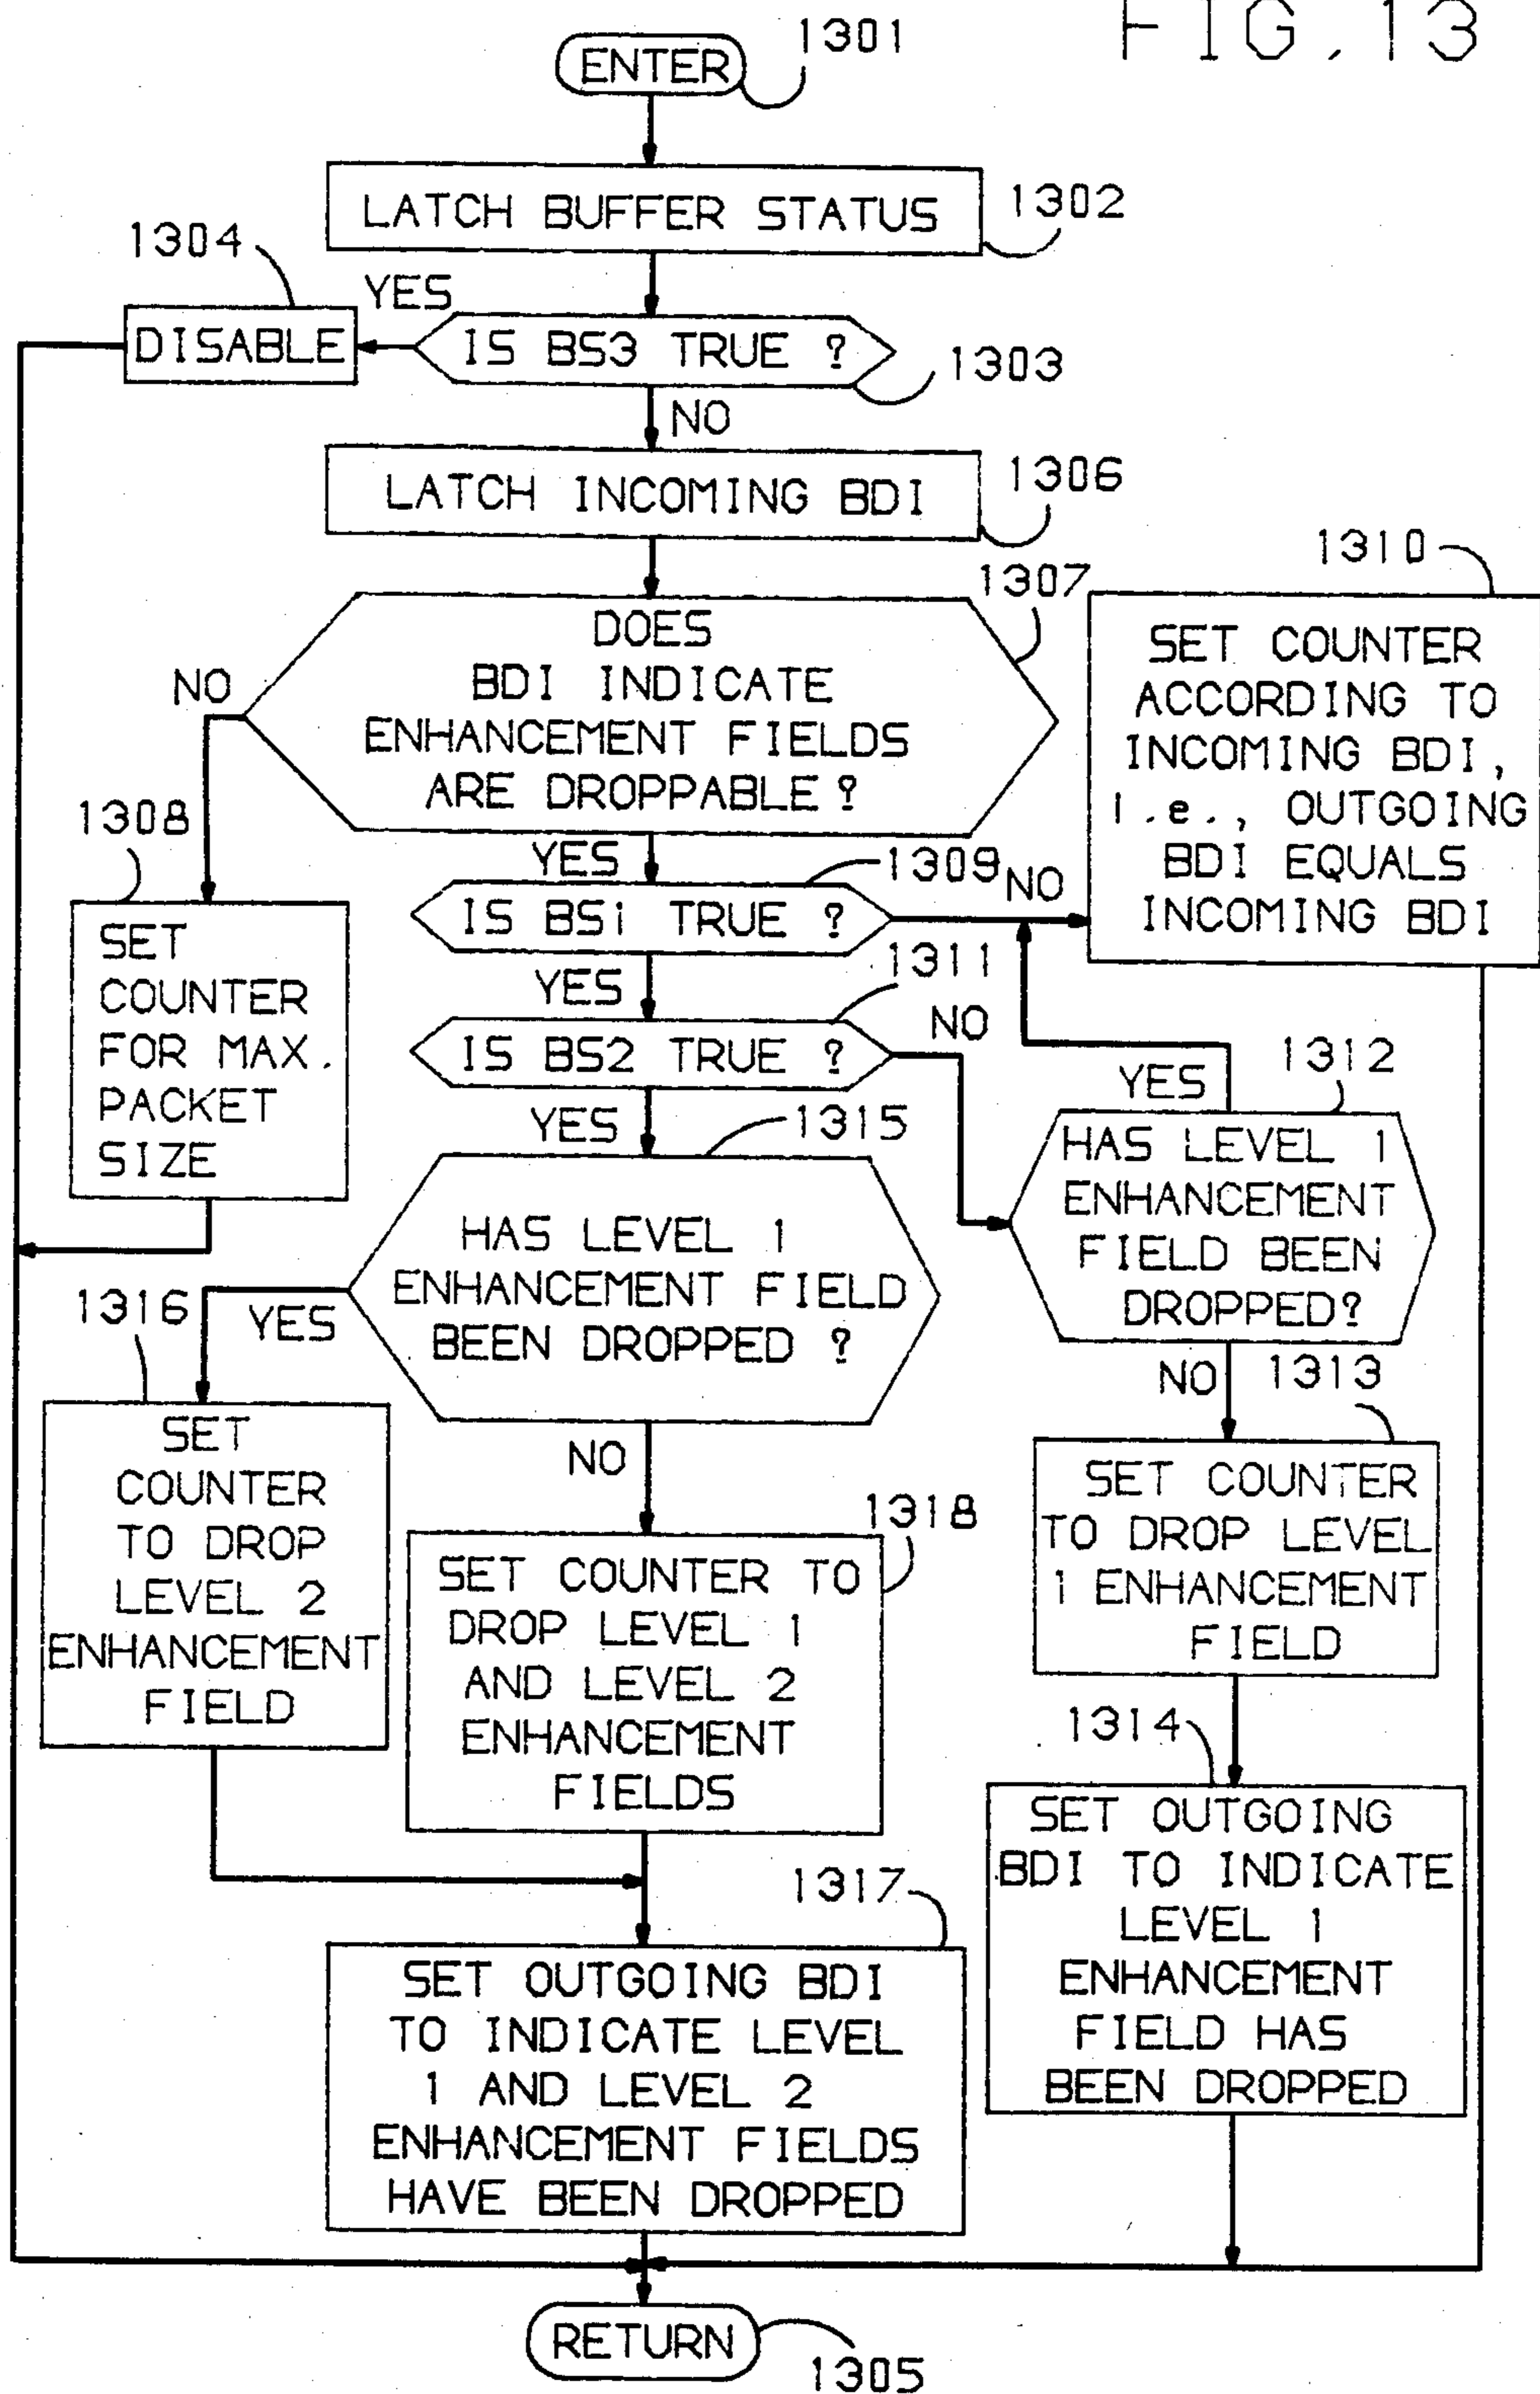 FIG. 13
1301
ENTER
LATCH BUFFER STATUS
1302
1304
YES
DISABLE
IS BS3 TRUE ?
1303
NO
LATCH INCOMING BDI
1306
1307
DOES
BDI INDICATE
ENHANCEMENT FIELDS
ARE DROPPABLE ?
NO
1310
SET COUNTER
ACCORDING TO
INCOMING BDI,
I.e., OUTGOING
BDI EQUALS
INCOMING BDI
1308
SET
COUNTER
FOR MAX.
PACKET
SIZE
YES
1309
IS BS1 TRUE ?
NO
YES
1311
IS BS2 TRUE ?
NO
YES
1315
YES
1312
HAS LEVEL 1
ENHANCEMENT
FIELD BEEN
DROPPED?
HAS LEVEL 1
ENHANCEMENT FIELD
BEEN DROPPED ?
1316
YES
NO
NO
1313
SET
COUNTER
TO DROP
LEVEL 2
ENHANCEMENT
FIELD
1318
SET COUNTER TO
DROP LEVEL 1
AND LEVEL 2
ENHANCEMENT
FIELDS
SET COUNTER
TO DROP LEVEL
1 ENHANCEMENT
FIELD
1314
SET OUTGOING
BDI TO INDICATE
LEVEL 1
ENHANCEMENT
FIELD HAS
BEEN DROPPED
1317
SET OUTGOING BDI
TO INDICATE LEVEL
1 AND LEVEL 2
ENHANCEMENT FIELDS
HAVE BEEN DROPPED
RETURN
1305